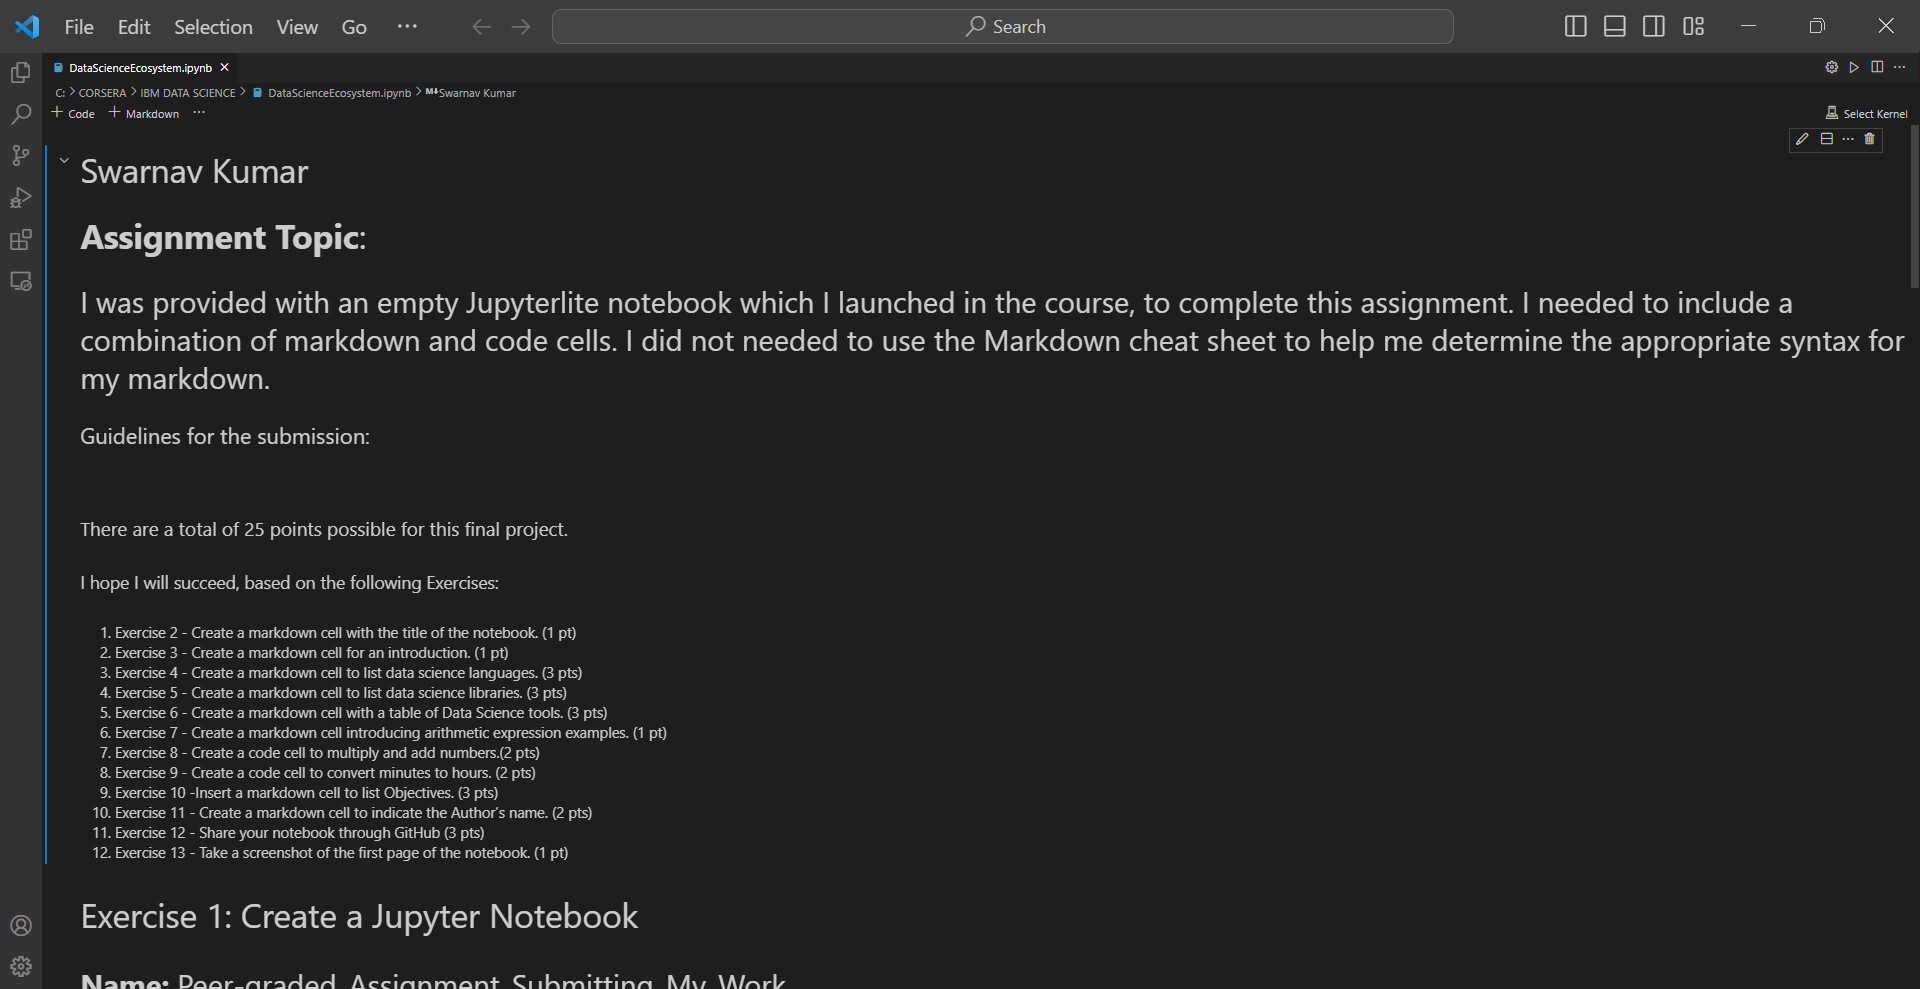 File Edit Selection View Go ··· Search
DataScienceEcosystem.ipynb
C: > CORSERA > IBM DATA SCIENCE > DataScienceEcosystem.ipynb > M↓Swarnav Kumar
+ Code + Markdown ··· Select Kernel
Swarnav Kumar
Assignment Topic:
I was provided with an empty Jupyterlite notebook which I launched in the course, to complete this assignment. I needed to include a
combination of markdown and code cells. I did not needed to use the Markdown cheat sheet to help me determine the appropriate syntax for
my markdown.
Guidelines for the submission:
There are a total of 25 points possible for this final project.
I hope I will succeed, based on the following Exercises:
1. Exercise 2 - Create a markdown cell with the title of the notebook. (1 pt)
2. Exercise 3 - Create a markdown cell for an introduction. (1 pt)
3. Exercise 4 - Create a markdown cell to list data science languages. (3 pts)
4. Exercise 5 - Create a markdown cell to list data science libraries. (3 pts)
5. Exercise 6 - Create a markdown cell with a table of Data Science tools. (3 pts)
6. Exercise 7 - Create a markdown cell introducing arithmetic expression examples. (1 pt)
7. Exercise 8 - Create a code cell to multiply and add numbers.(2 pts)
8. Exercise 9 - Create a code cell to convert minutes to hours. (2 pts)
9. Exercise 10 -Insert a markdown cell to list Objectives. (3 pts)
10. Exercise 11 - Create a markdown cell to indicate the Author's name. (2 pts)
11. Exercise 12 - Share your notebook through GitHub (3 pts)
12. Exercise 13 - Take a screenshot of the first page of the notebook. (1 pt)
Exercise 1: Create a Jupyter Notebook
Name: Peer-graded Assignment Submitting My Work